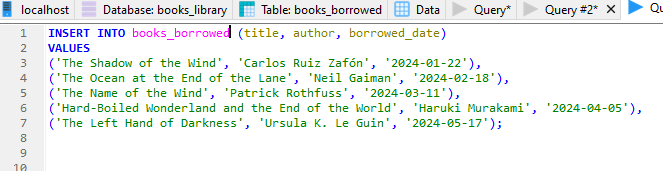 localhost Database: books_library Table: books_borrowed Data Query* Query #2*
1 INSERT INTO books_borrowed (title, author, borrowed_date)
2 VALUES
3 ('The Shadow of the Wind', 'Carlos Ruiz Zafón', '2024-01-22'),
4 ('The Ocean at the End of the Lane', 'Neil Gaiman', '2024-02-18'),
5 ('The Name of the Wind', 'Patrick Rothfuss', '2024-03-11'),
6 ('Hard-Boiled Wonderland and the End of the World', 'Haruki Murakami', '2024-04-05'),
7 ('The Left Hand of Darkness', 'Ursula K. Le Guin', '2024-05-17');
8
9
10